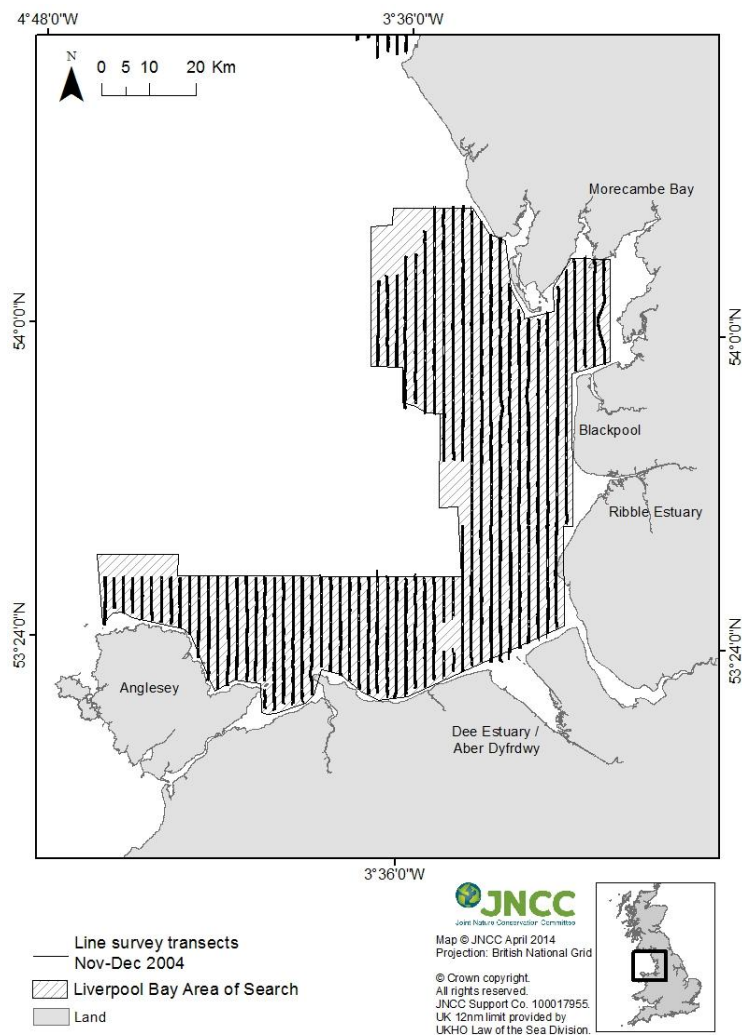 4°48'0"W
3°36'0"W
N
0 5 10 20 Km
Morecambe Bay
54°0'0"N
54°0'0"N
Blackpool
Ribble Estuary
53°24'0"N
53°24'0"N
Anglesey
Dee Estuary /
Aber Dyfrdwy
3°36'0"W
JNCC
Joint Nature Conservation Committee
Line survey transects
Nov-Dec 2004
Liverpool Bay Area of Search
Land
Map © JNCC April 2014
Projection: British National Grid
© Crown copyright.
All rights reserved.
JNCC Support Co. 100017955.
UK 12nm limit provided by
UKHO Law of the Sea Division.